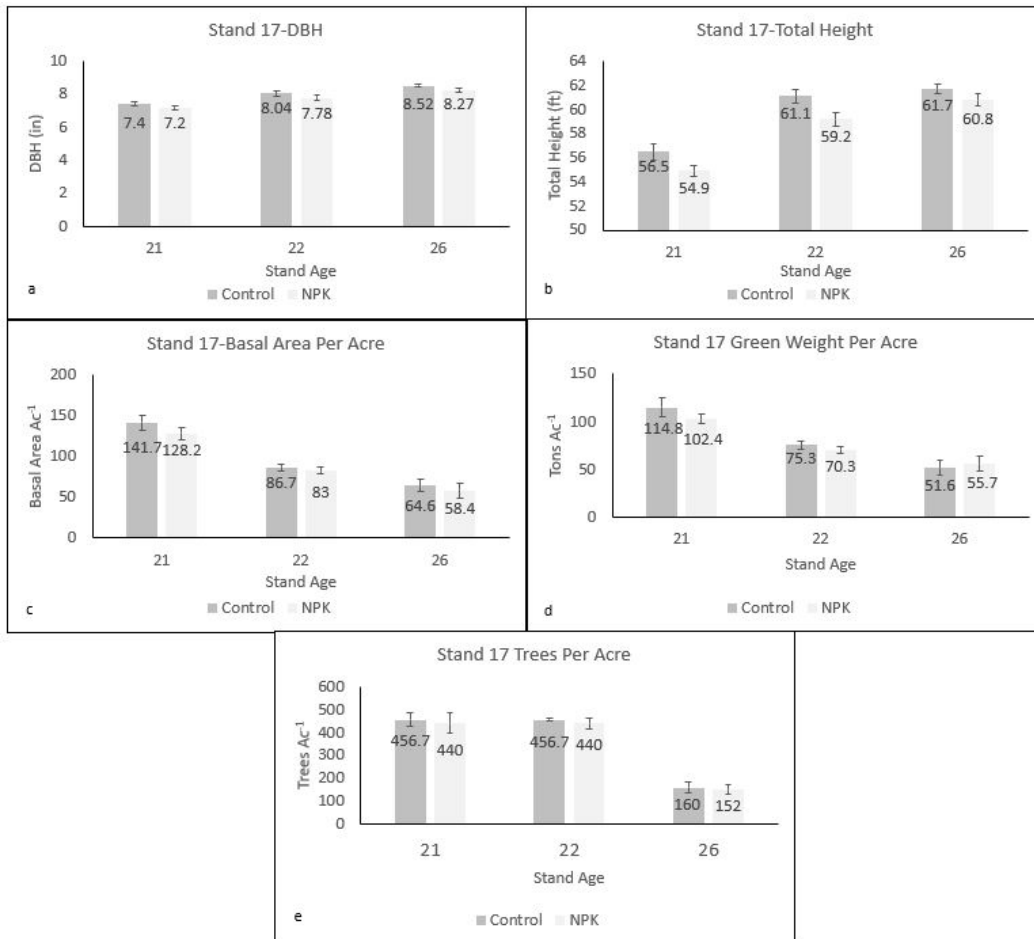 Stand 17-DBH
DBH (in)
10
8
6
4
2
0
7.4
7.2
8.04
7.78
8.52
8.27
21
22
26
Stand Age
a
Control
NPK
Stand 17-Total Height
Total Height (ft)
64
62
60
58
56
54
52
50
56.5
54.9
61.1
59.2
61.7
60.8
21
22
26
Stand Age
b
Control
NPK
Stand 17-Basal Area Per Acre
Basal Area Ac⁻¹
200
150
100
50
0
141.7
128.2
86.7
83
64.6
58.4
21
22
26
Stand Age
c
Control
NPK
Stand 17 Green Weight Per Acre
Tons Ac⁻¹
150
100
50
0
114.8
102.4
75.3
70.3
51.6
55.7
21
22
26
Stand Age
d
Control
NPK
Stand 17 Trees Per Acre
Trees Ac⁻¹
600
500
400
300
200
100
0
456.7
440
456.7
440
160
152
21
22
26
Stand Age
e
Control
NPK